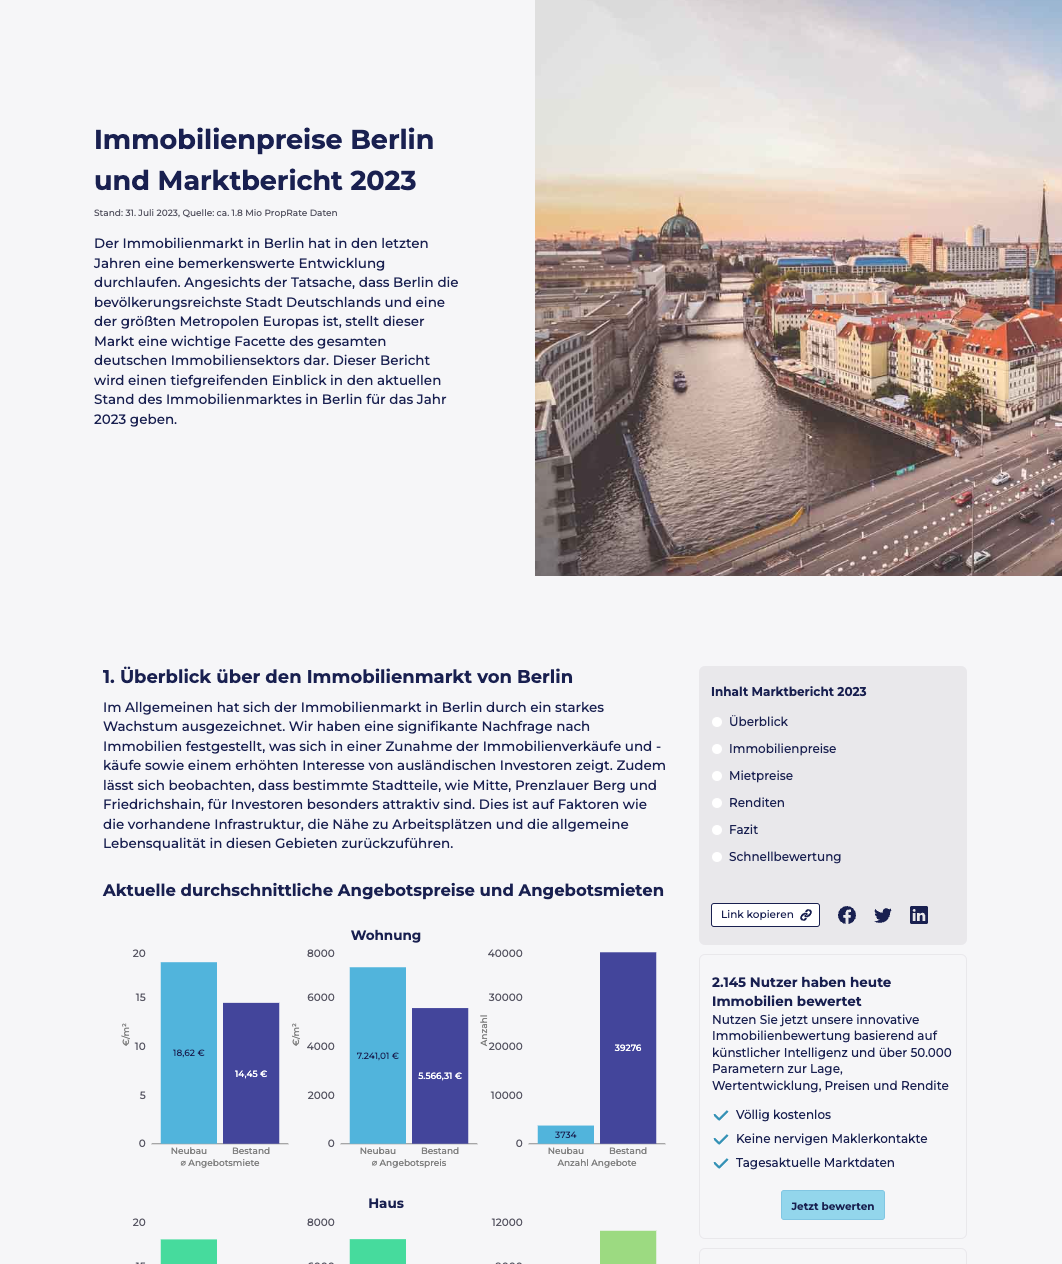 Immobilienpreise Berlin
und Marktbericht 2023
Stand: 31. Juli 2023, Quelle: ca. 1.8 Mio PropRate Daten
Der Immobilienmarkt in Berlin hat in den letzten
Jahren eine bemerkenswerte Entwicklung
durchlaufen. Angesichts der Tatsache, dass Berlin die
bevölkerungsreichste Stadt Deutschlands und eine
der größten Metropolen Europas ist, stellt dieser
Markt eine wichtige Facette des gesamten
deutschen Immobiliensektors dar. Dieser Bericht
wird einen tiefgreifenden Einblick in den aktuellen
Stand des Immobilienmarktes in Berlin für das Jahr
2023 geben.
1. Überblick über den Immobilienmarkt von Berlin
Im Allgemeinen hat sich der Immobilienmarkt in Berlin durch ein starkes
Wachstum ausgezeichnet. Wir haben eine signifikante Nachfrage nach
Immobilien festgestellt, was sich in einer Zunahme der Immobilienverkäufe und -
käufe sowie einem erhöhten Interesse von ausländischen Investoren zeigt. Zudem
lässt sich beobachten, dass bestimmte Stadtteile, wie Mitte, Prenzlauer Berg und
Friedrichshain, für Investoren besonders attraktiv sind. Dies ist auf Faktoren wie
die vorhandene Infrastruktur, die Nähe zu Arbeitsplätzen und die allgemeine
Lebensqualität in diesen Gebieten zurückzuführen.
Aktuelle durchschnittliche Angebotspreise und Angebotsmieten
Wohnung
20
15
10
5
0
€/m²
18,62 €
14,45 €
Neubau Bestand
ø Angebotsmiete
8000
6000
4000
2000
0
€/m²
7.241,01 €
5.566,31 €
Neubau Bestand
ø Angebotspreis
40000
30000
20000
10000
0
Anzahl
3734
39276
Neubau Bestand
Anzahl Angebote
Haus
20
8000
12000
Inhalt Marktbericht 2023
Überblick
Immobilienpreise
Mietpreise
Renditen
Fazit
Schnellbewertung
Link kopieren
2.145 Nutzer haben heute
Immobilien bewertet
Nutzen Sie jetzt unsere innovative
Immobilienbewertung basierend auf
künstlicher Intelligenz und über 50.000
Parametern zur Lage,
Wertentwicklung, Preisen und Rendite
Völlig kostenlos
Keine nervigen Maklerkontakte
Tagesaktuelle Marktdaten
Jetzt bewerten